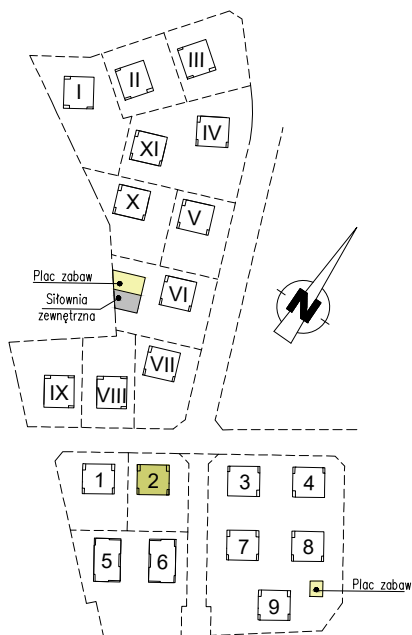 III
II
I
IV
XI
X
V
Plac zabaw
Siłownia
zewnętrzna
VI
N
VII
IX
VIII
1
2
3
4
5
6
7
8
Plac zabaw
9